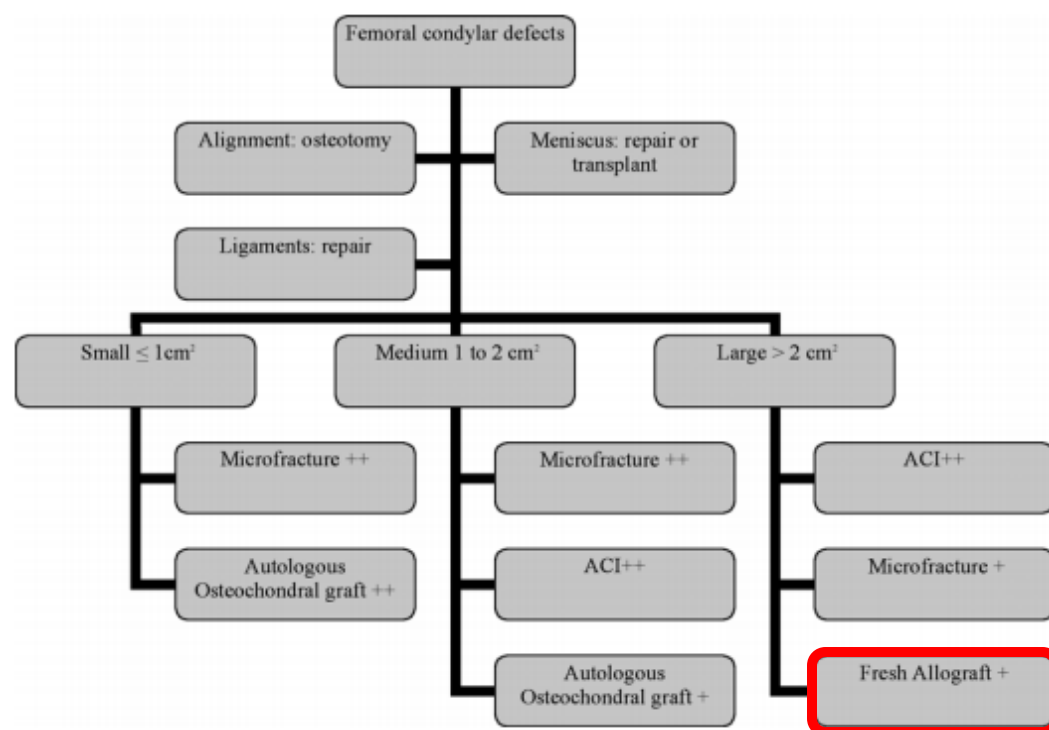 Femoral condylar defects
Alignment: osteotomy
Meniscus: repair or
transplant
Ligaments: repair
Small ≤ 1cm²
Medium 1 to 2 cm²
Large > 2 cm²
Microfracture ++
Microfracture ++
ACI++
Autologous
Osteochondral graft ++
ACI++
Microfracture +
Autologous
Osteochondral graft +
Fresh Allograft +